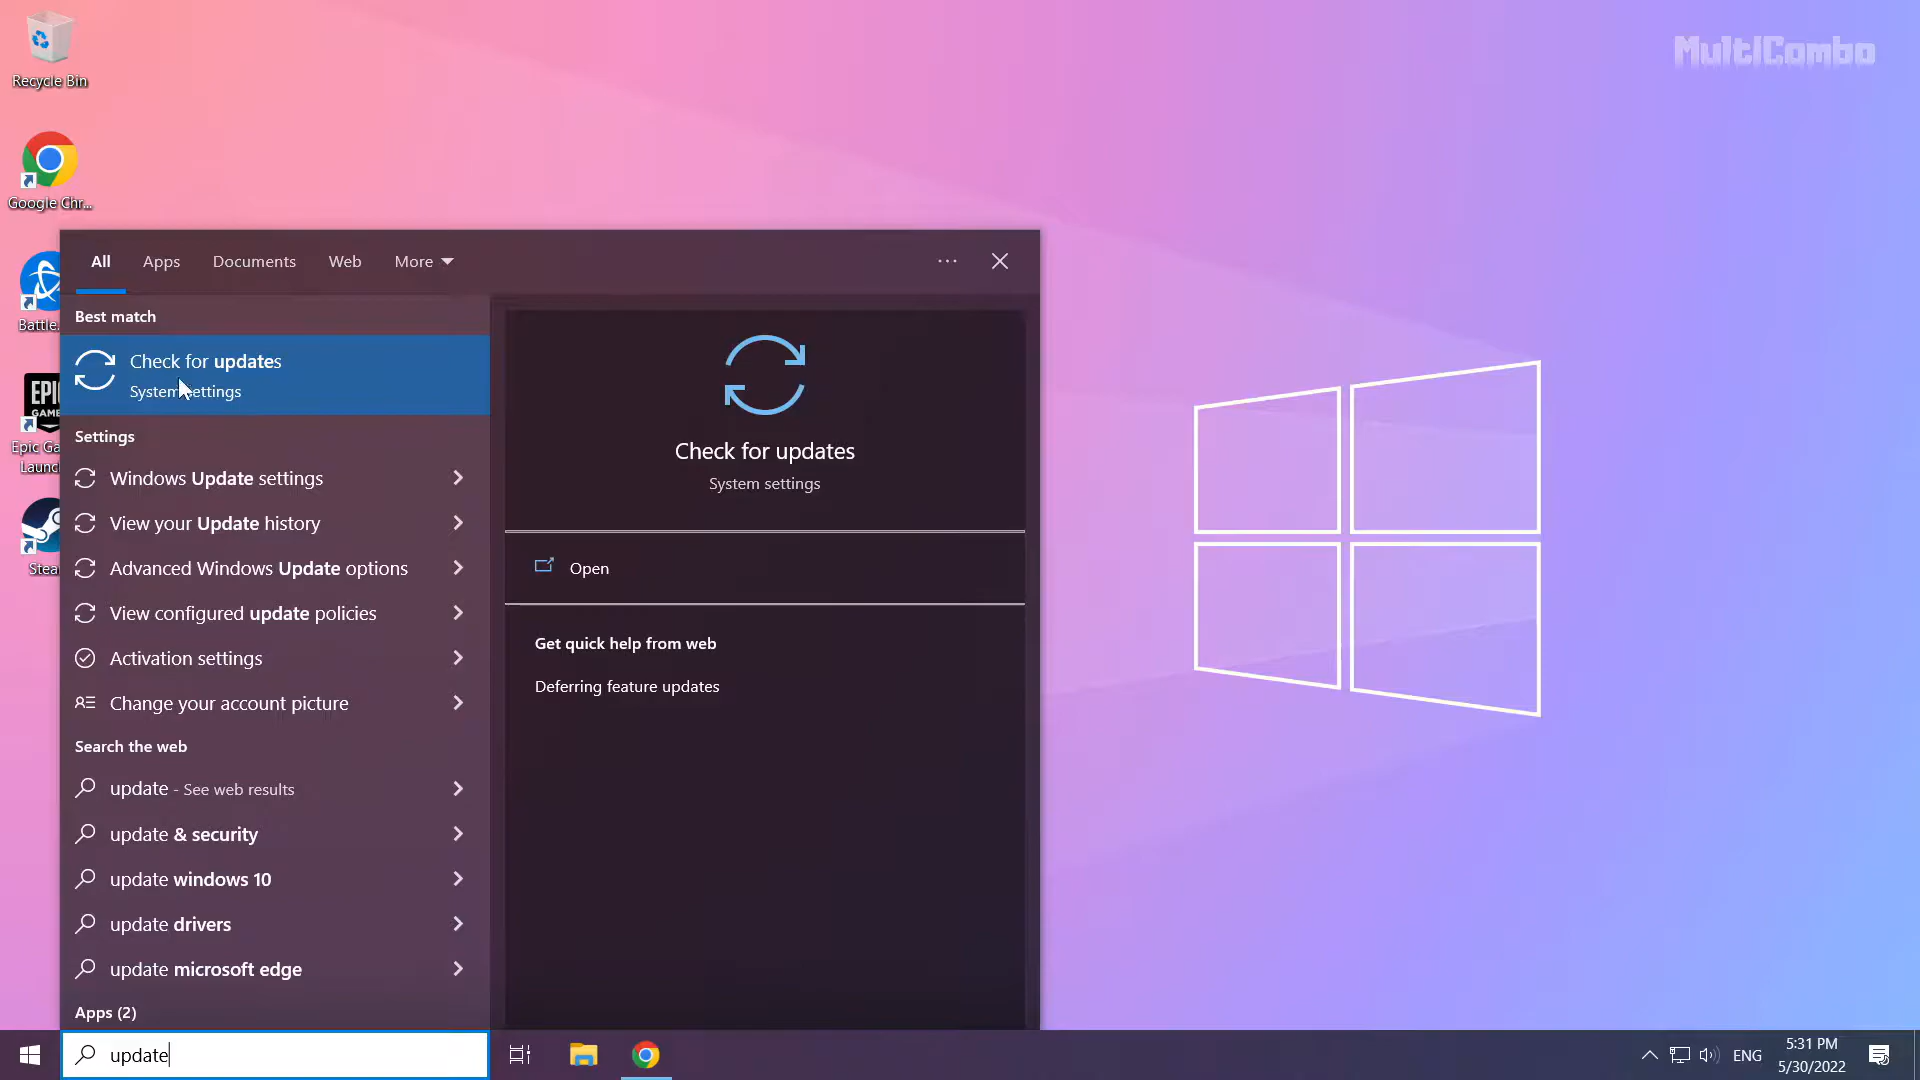 MultiCombo
Recycle Bin
Google Chr...
Battle.
EPIC
GAM
Epic Ga
Launc
Stea
All
Apps
Documents
Web
More
Best match
Check for updates
System settings
Settings
Windows Update settings
View your Update history
Advanced Windows Update options
View configured update policies
Activation settings
Change your account picture
Search the web
update - See web results
update & security
update windows 10
update drivers
update microsoft edge
Apps (2)
Check for updates
System settings
Open
Get quick help from web
Deferring feature updates
update
ENG
5:31 PM
5/30/2022